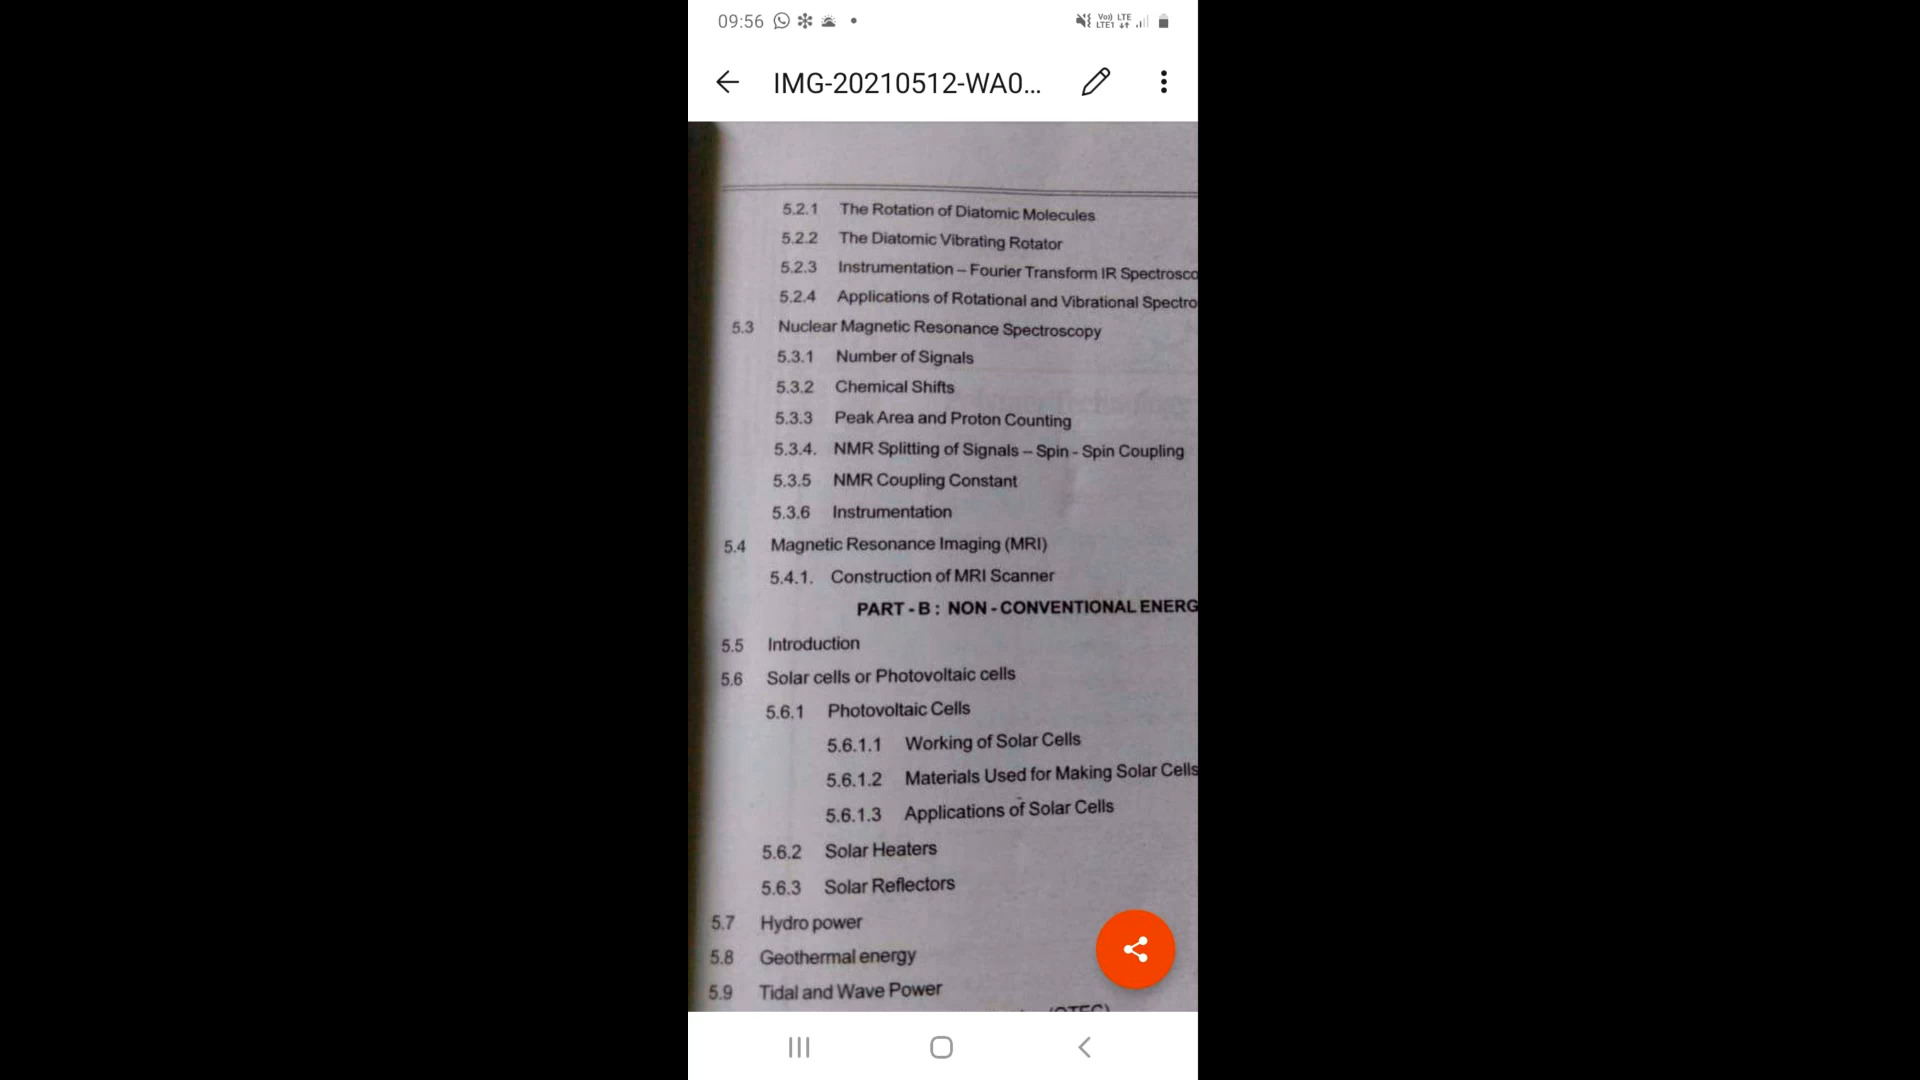 09:56
Vo)) LTE
LTE1
IMG-20210512-WA0...
5.2.1 The Rotation of Diatomic Molecules
5.2.2 The Diatomic Vibrating Rotator
5.2.3 Instrumentation – Fourier Transform IR Spectrosco
5.2.4 Applications of Rotational and Vibrational Spectro
5.3 Nuclear Magnetic Resonance Spectroscopy
5.3.1 Number of Signals
5.3.2 Chemical Shifts
5.3.3 Peak Area and Proton Counting
5.3.4. NMR Splitting of Signals – Spin - Spin Coupling
5.3.5 NMR Coupling Constant
5.3.6 Instrumentation
5.4 Magnetic Resonance Imaging (MRI)
5.4.1. Construction of MRI Scanner
PART - B : NON - CONVENTIONAL ENERG
5.5 Introduction
5.6 Solar cells or Photovoltaic cells
5.6.1 Photovoltaic Cells
5.6.1.1 Working of Solar Cells
5.6.1.2 Materials Used for Making Solar Cells
5.6.1.3 Applications of Solar Cells
5.6.2 Solar Heaters
5.6.3 Solar Reflectors
5.7 Hydro power
5.8 Geothermal energy
5.9 Tidal and Wave Power
(OTEC)